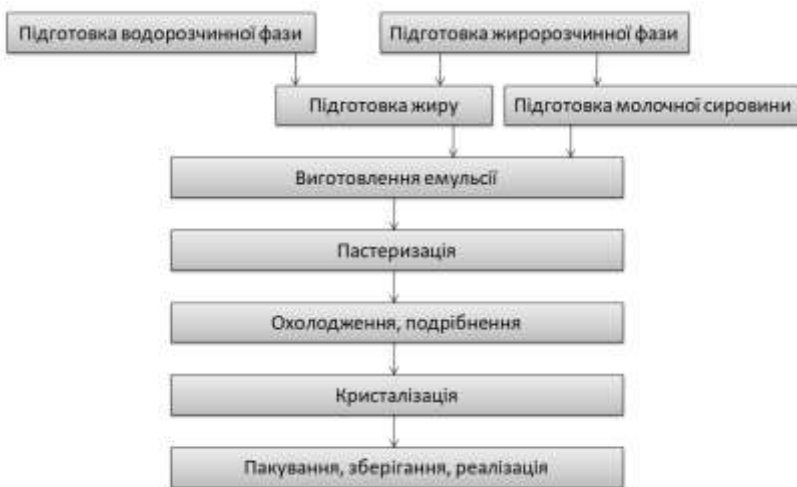 Підготовка водорозчинної фази
Підготовка жиророзчинної фази
Підготовка жиру
Підготовка молочної сировини
Виготовлення емульсії
Пастеризація
Охолодження, подрібнення
Кристалізація
Пакування, зберігання, реалізація